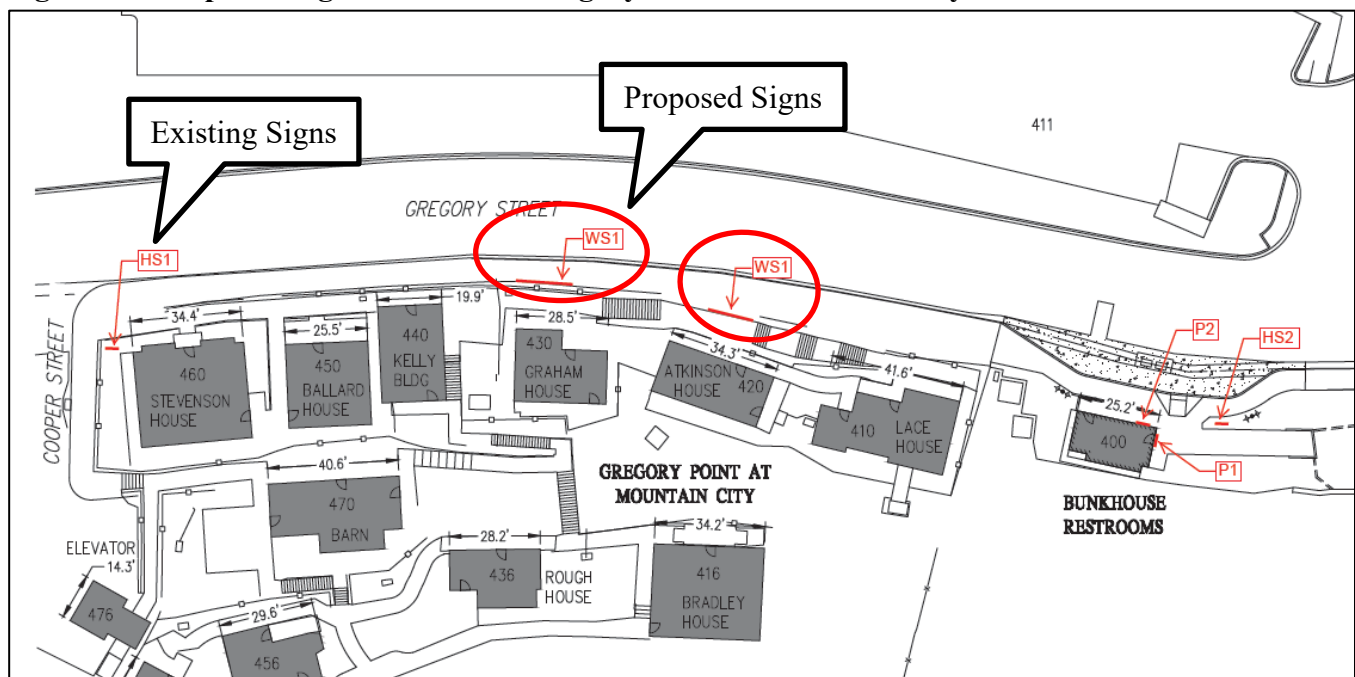 Existing Signs
Proposed Signs
411
GREGORY STREET
HS1
WS1
WS1
P2
HS2
P1
COOPER STREET
34.4'
25.5'
19.9'
28.5'
34.3'
41.6'
25.2'
460
STEVENSON
HOUSE
450
BALLARD
HOUSE
440
KELLY
BLDG
430
GRAHAM
HOUSE
ATKINSON
HOUSE
420
410
LACE
HOUSE
400
GREGORY POINT AT
MOUNTAIN CITY
BUNKHOUSE
RESTROOMS
40.6'
470
BARN
28.2'
436
ROUGH
HOUSE
34.2'
416
BRADLEY
HOUSE
ELEVATOR
14.3'
476
29.6'
456